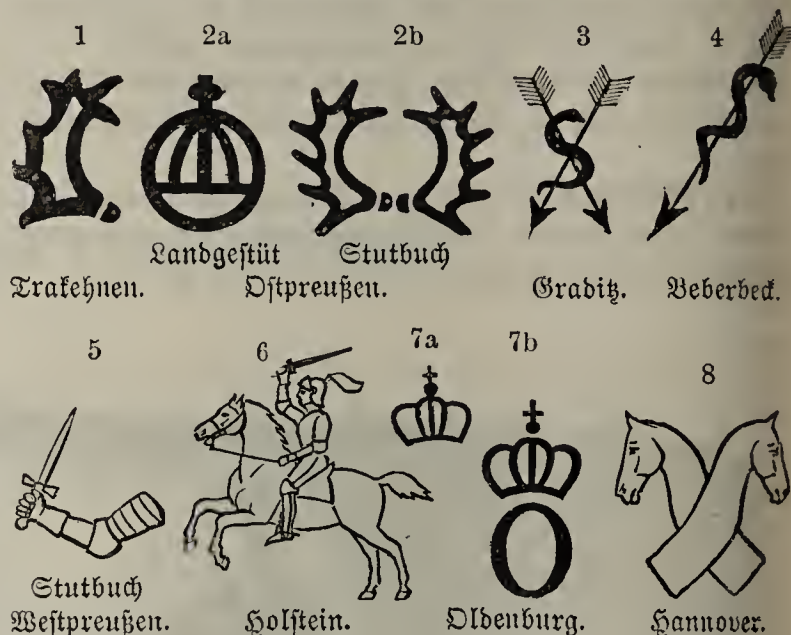 1 2a 2b 3 4
Landgestüt Stutbuch
Trakehnen. Ostpreußen. Graditz. Beberbeck.
5 6 7a 7b 8
O
Stutbuch
Westpreußen. Holstein. Oldenburg. Hannover.